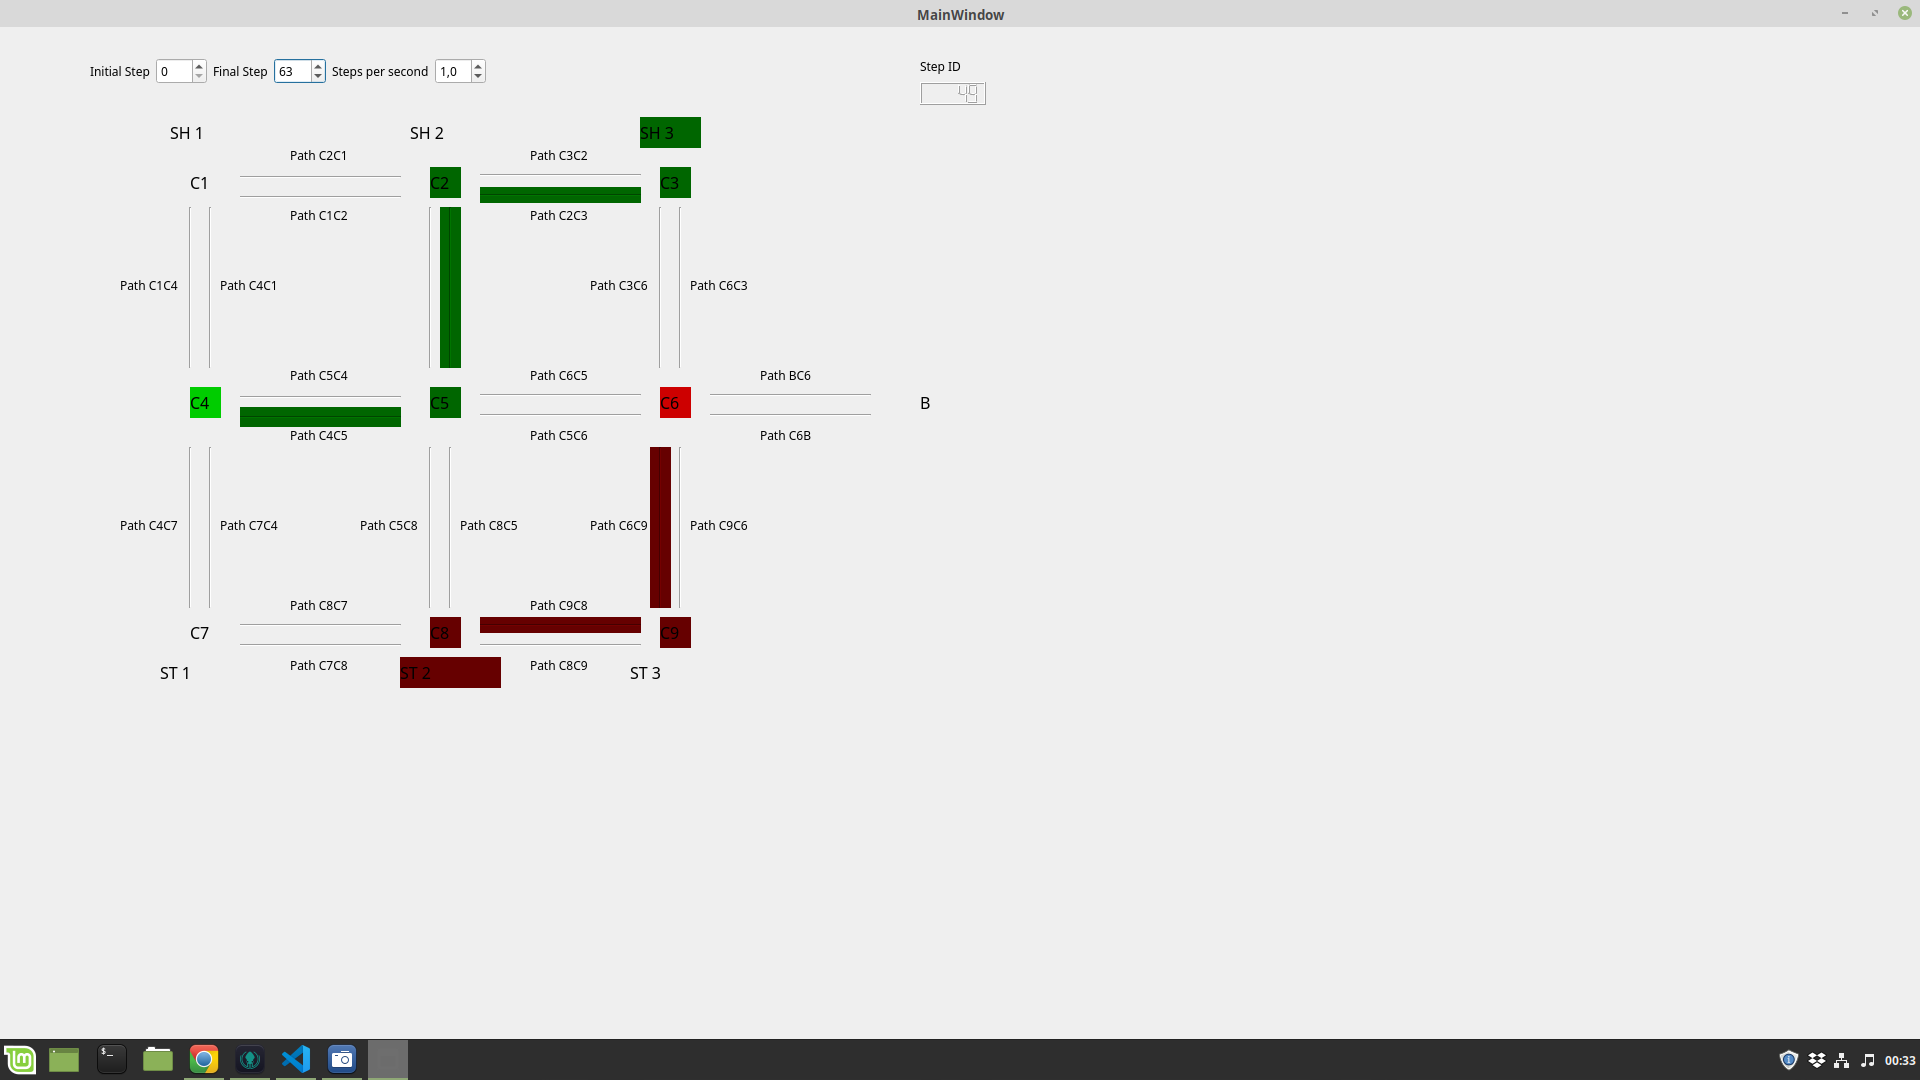 MainWindow
Initial Step 0 Final Step 63 Steps per second 1,0
Step ID
49
SH 1 SH 2 SH 3
Path C2C1 Path C3C2
C1 C2 C3
Path C1C2 Path C2C3
Path C1C4 Path C4C1 Path C3C6 Path C6C3
Path C5C4 Path C6C5 Path BC6
C4 C5 C6 B
Path C4C5 Path C5C6 Path C6B
Path C4C7 Path C7C4 Path C5C8 Path C8C5 Path C6C9 Path C9C6
Path C8C7 Path C9C8
C7 C8 C9
Path C7C8 Path C8C9
ST 1 ST 2 ST 3
00:33